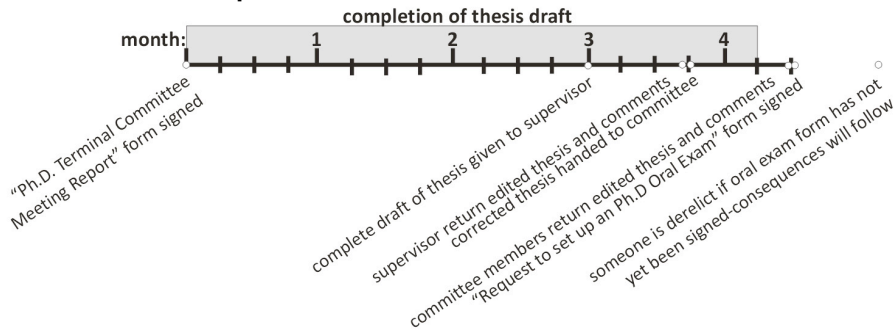 completion of thesis draft
month: 1 2 3 4
"Ph.D. Terminal Committee
Meeting Report" form signed
complete draft of thesis given to supervisor
supervisor return edited thesis and comments
corrected thesis handed to committee
committee members return edited thesis and comments
"Request to set up an Ph.D Oral Exam" form signed
someone is derelict if oral exam form has not
yet been signed-consequences will follow